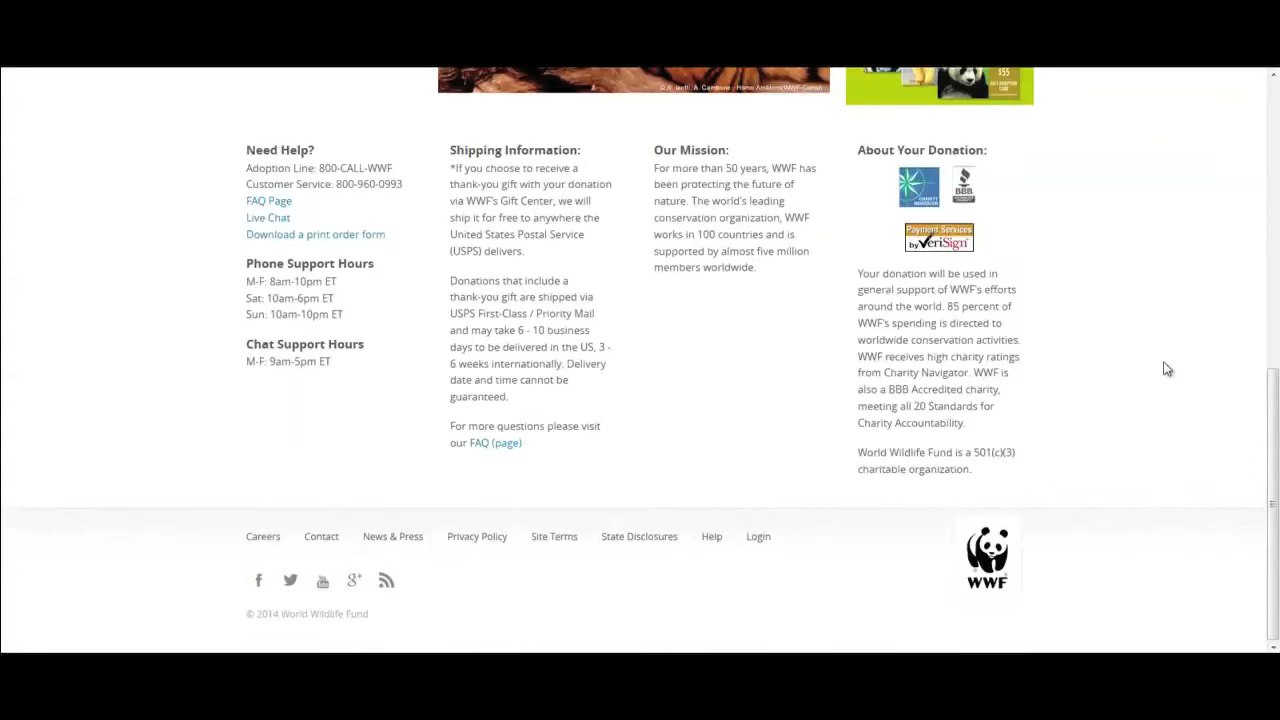 $55
Need Help?
Adoption Line: 800-CALL-WWF
Customer Service: 800-960-0993
FAQ Page
Live Chat
Download a print order form
Phone Support Hours
M-F: 8am-10pm ET
Sat: 10am-6pm ET
Sun: 10am-10pm ET
Chat Support Hours
M-F: 9am-5pm ET
Shipping Information:
*If you choose to receive a
thank-you gift with your donation
via WWF's Gift Center, we will
ship it for free to anywhere the
United States Postal Service
(USPS) delivers.
Donations that include a
thank-you gift are shipped via
USPS First-Class / Priority Mail
and may take 6 - 10 business
days to be delivered in the US, 3 -
6 weeks internationally. Delivery
date and time cannot be
guaranteed.
For more questions please visit
our FAQ (page)
Our Mission:
For more than 50 years, WWF has
been protecting the future of
nature. The world's leading
conservation organization, WWF
works in 100 countries and is
supported by almost five million
members worldwide.
About Your Donation:
CHARITY
NAVIGATOR
BBB
Payment Services
by VeriSign
Your donation will be used in
general support of WWF's efforts
around the world. 85 percent of
WWF's spending is directed to
worldwide conservation activities.
WWF receives high charity ratings
from Charity Navigator. WWF is
also a BBB Accredited charity,
meeting all 20 Standards for
Charity Accountability.
World Wildlife Fund is a 501(c)(3)
charitable organization.
Careers Contact News & Press Privacy Policy Site Terms State Disclosures Help Login
WWF
© 2014 World Wildlife Fund